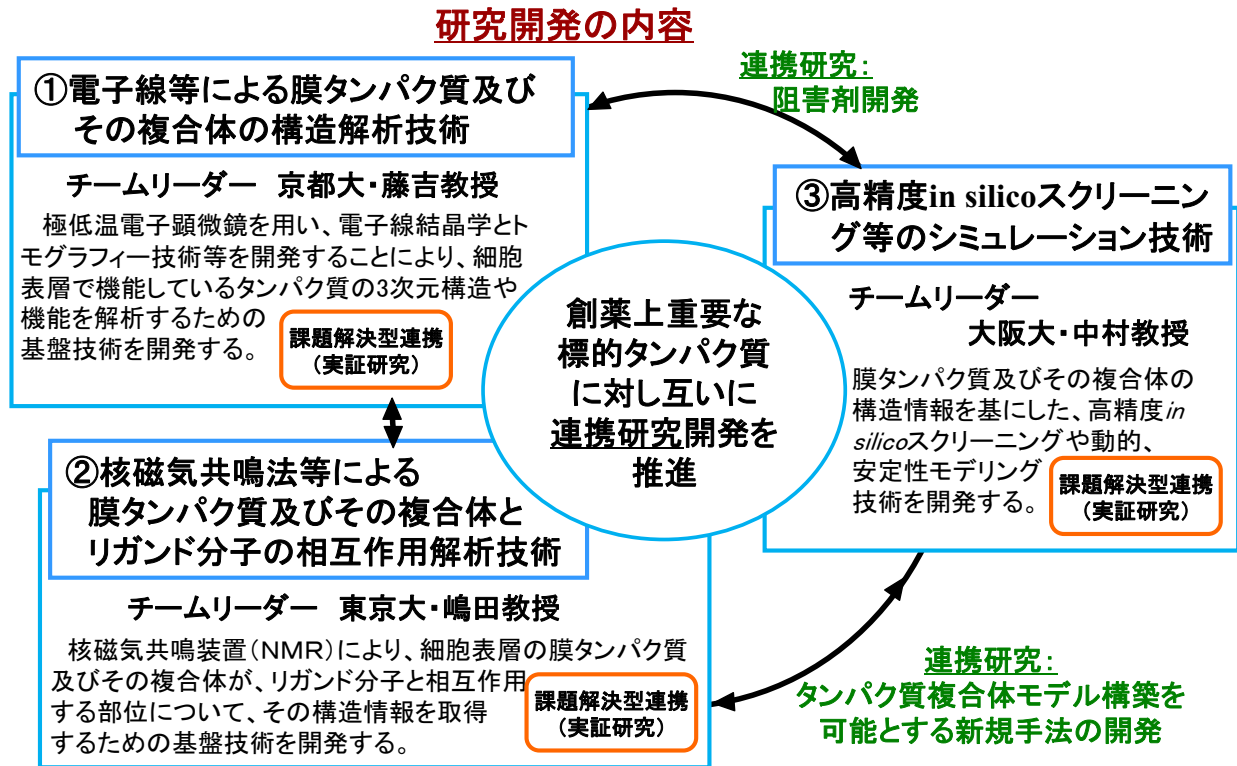 研究開発の内容
①電子線等による膜タンパク質及び
その複合体の構造解析技術
チームリーダー 京都大・藤吉教授
極低温電子顕微鏡を用い、電子線結晶学とト
モグラフィー技術等を開発することにより、細胞
表層で機能しているタンパク質の3次元構造や
機能を解析するための
基盤技術を開発する。
課題解決型連携
(実証研究)
連携研究:
阻害剤開発
③高精度in silicoスクリーニン
グ等のシミュレーション技術
チームリーダー
大阪大・中村教授
膜タンパク質及びその複合体の
構造情報を基にした、高精度in
silicoスクリーニングや動的、
安定性モデリング
技術を開発する。
課題解決型連携
(実証研究)
創薬上重要な
標的タンパク質
に対し互いに
連携研究開発を
推進
②核磁気共鳴法等による
膜タンパク質及びその複合体と
リガンド分子の相互作用解析技術
チームリーダー 東京大・嶋田教授
核磁気共鳴装置(NMR)により、細胞表層の膜タンパク質
及びその複合体が、リガンド分子と相互作用
する部位について、その構造情報を取得
するための基盤技術を開発する。
課題解決型連携
(実証研究)
連携研究:
タンパク質複合体モデル構築を
可能とする新規手法の開発